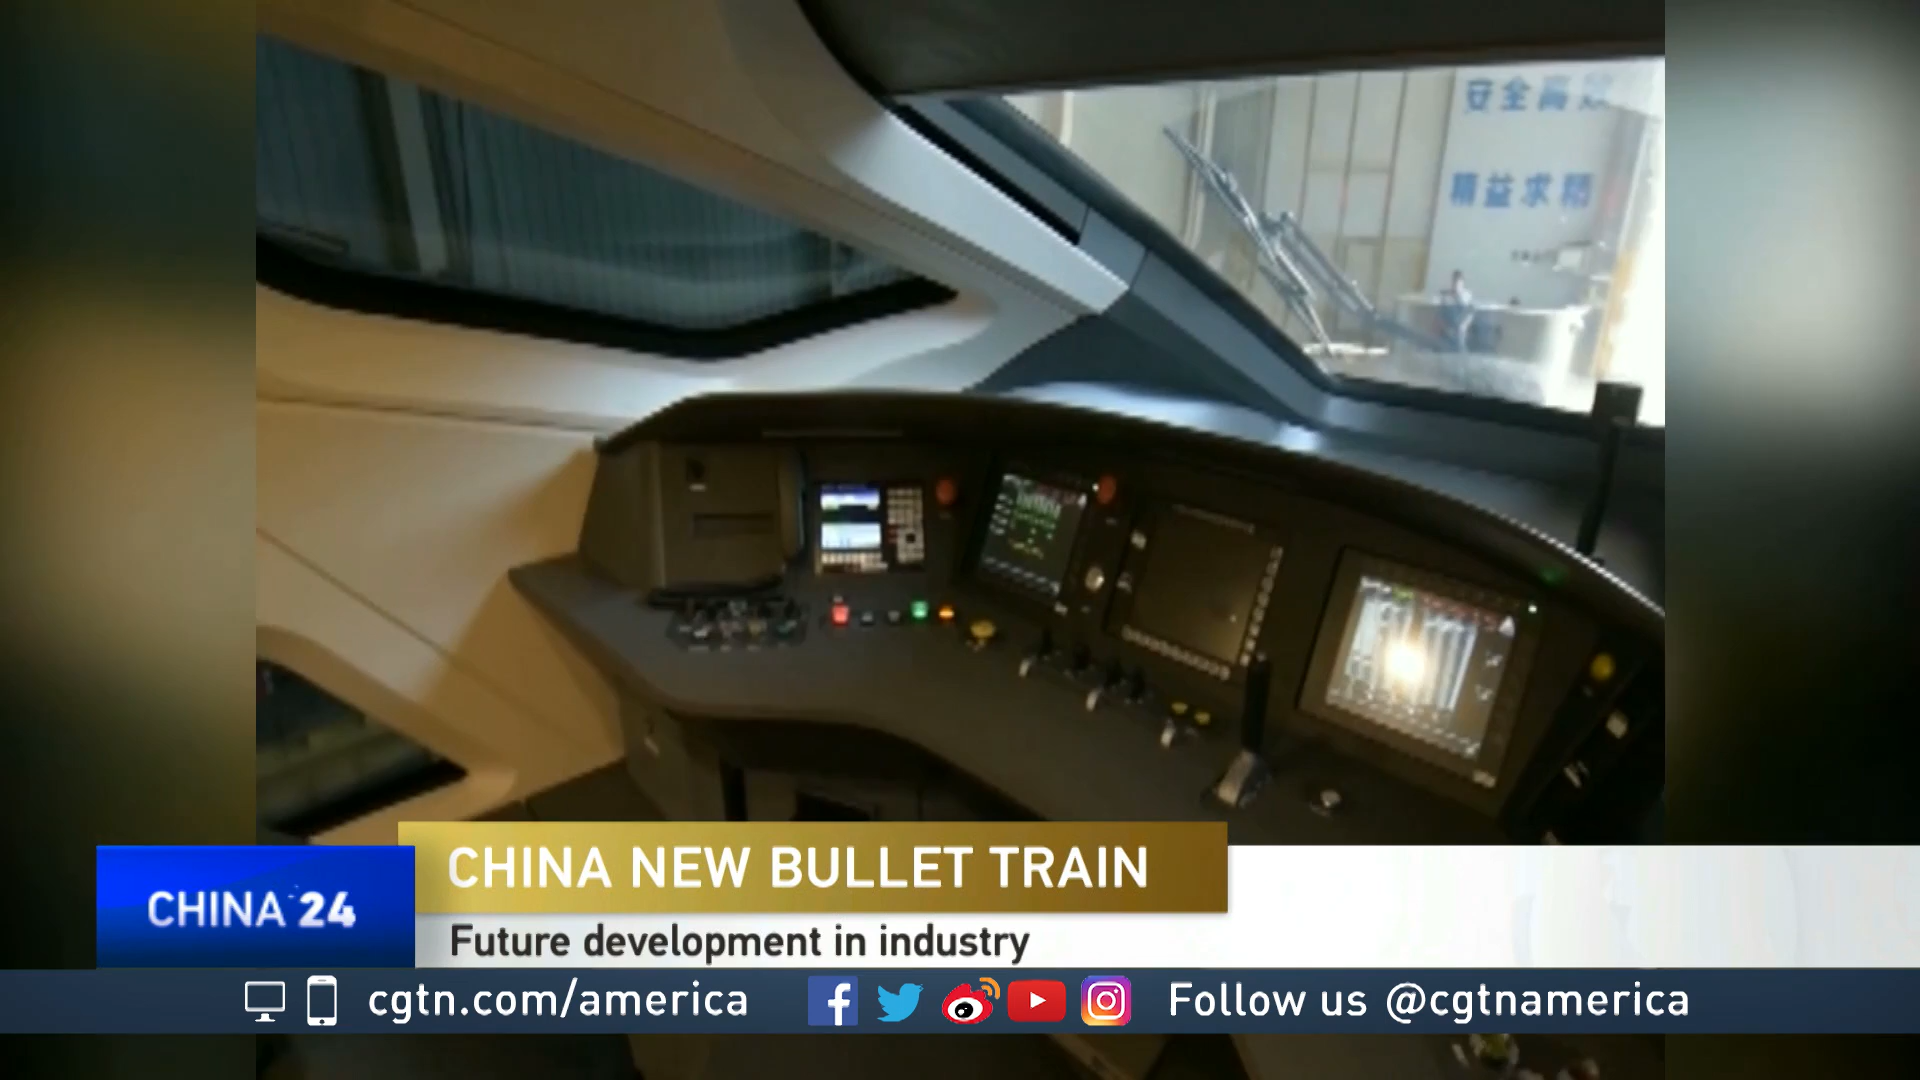 安全高效
精益求精
CHINA NEW BULLET TRAIN
CHINA 24
Future development in industry
cgtn.com/america
Follow us @cgtnamerica